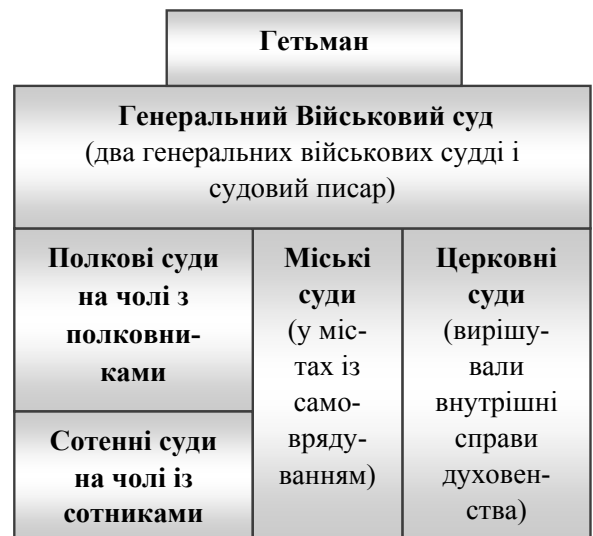 Гетьман
Генеральний Військовий суд
(два генеральних військових судді і
судовий писар)
Полкові суди
на чолі з
полковни-
ками
Сотенні суди
на чолі із
сотниками
Міські
суди
(у міс-
тах із
само-
вряду-
ванням)
Церковні
суди
(вирішу-
вали
внутрішні
справи
духовен-
ства)